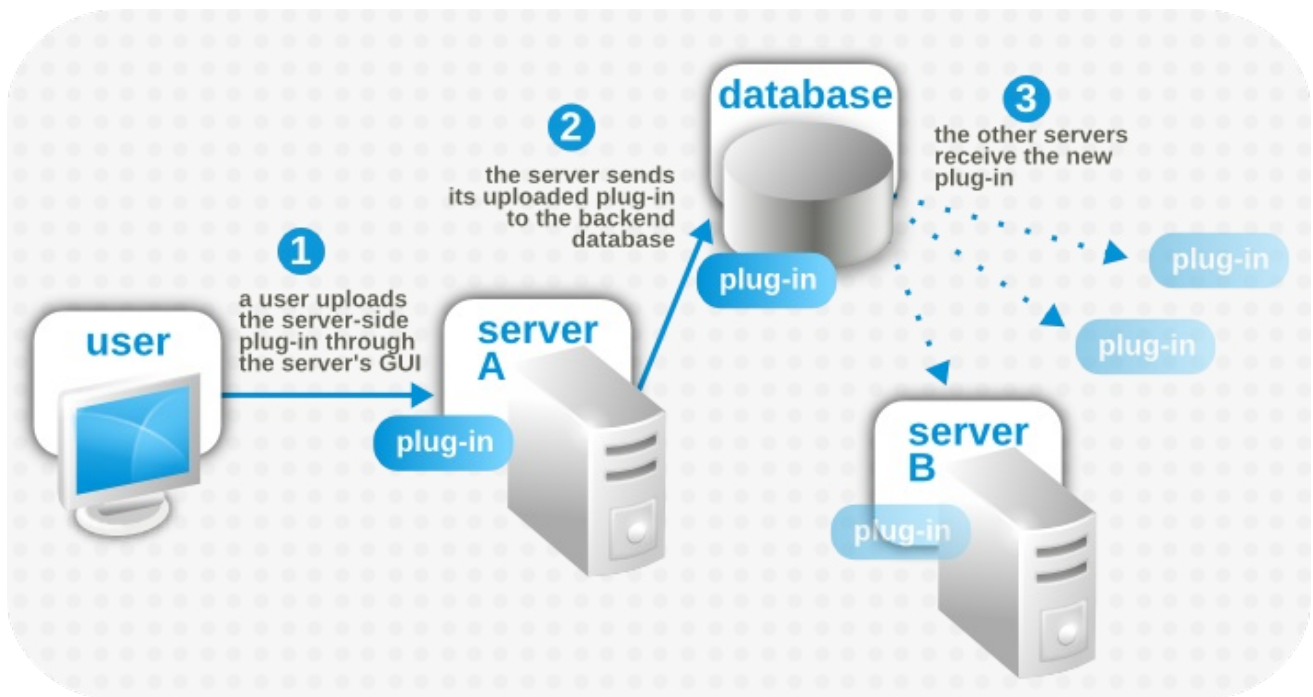 user
1
a user uploads
the server-side
plug-in through
the server's GUI
server
A
plug-in
2
the server sends
its uploaded plug-in
to the backend
database
database
plug-in
3
the other servers
receive the new
plug-in
plug-in
plug-in
server
B
plug-in